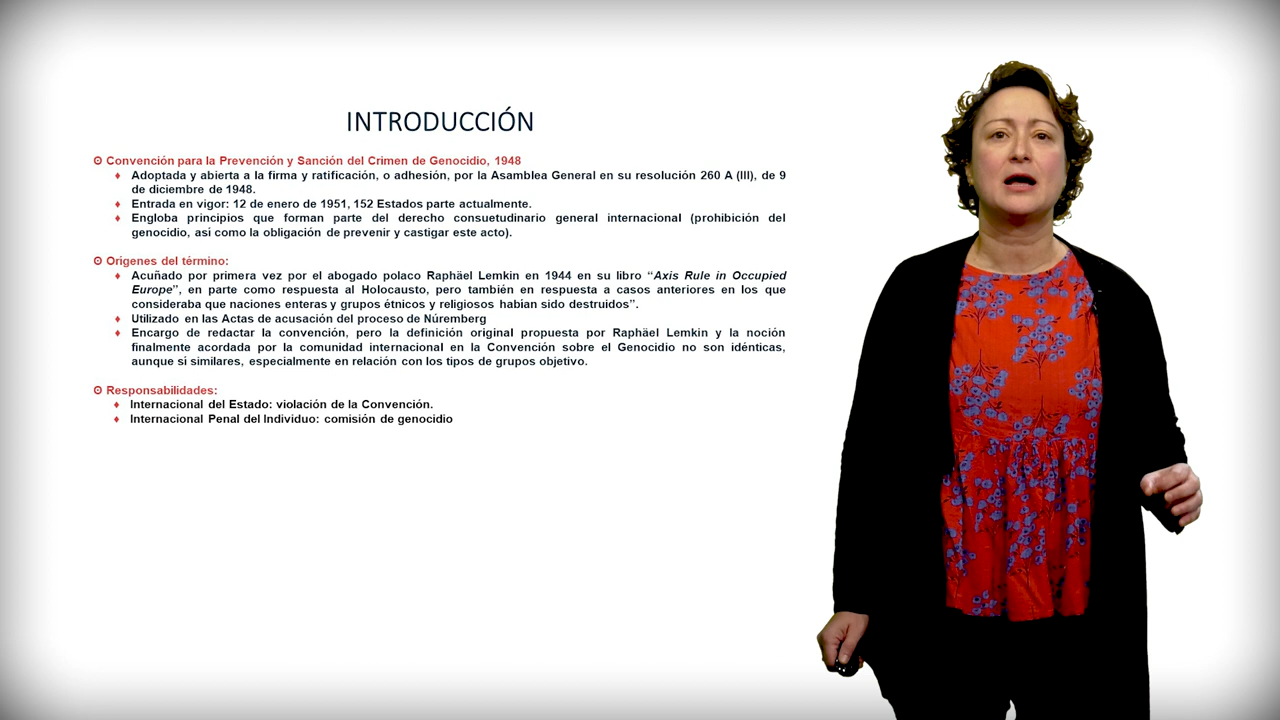 INTRODUCCIÓN
Convención para la Prevención y Sanción del Crimen de Genocidio, 1948
Adoptada y abierta a la firma y ratificación, o adhesión, por la Asamblea General en su resolución 260 A (III), de 9
de diciembre de 1948.
Entrada en vigor: 12 de enero de 1951, 152 Estados parte actualmente.
Engloba principios que forman parte del derecho consuetudinario general internacional (prohibición del
genocidio, asi como la obligación de prevenir y castigar este acto).
Origenes del término:
Acuñado por primera vez por el abogado polaco Raphäel Lemkin en 1944 en su libro “Axis Rule in Occupied
Europe”, en parte como respuesta al Holocausto, pero también en respuesta a casos anteriores en los que
consideraba que naciones enteras y grupos étnicos y religiosos habian sido destruidos”.
Utilizado en las Actas de acusación del proceso de Núremberg
Encargo de redactar la convención, pero la definición original propuesta por Raphäel Lemkin y la noción
finalmente acordada por la comunidad internacional en la Convención sobre el Genocidio no son idénticas,
aunque si similares, especialmente en relación con los tipos de grupos objetivo.
Responsabilidades:
Internacional del Estado: violación de la Convención.
Internacional Penal del Individuo: comisión de genocidio